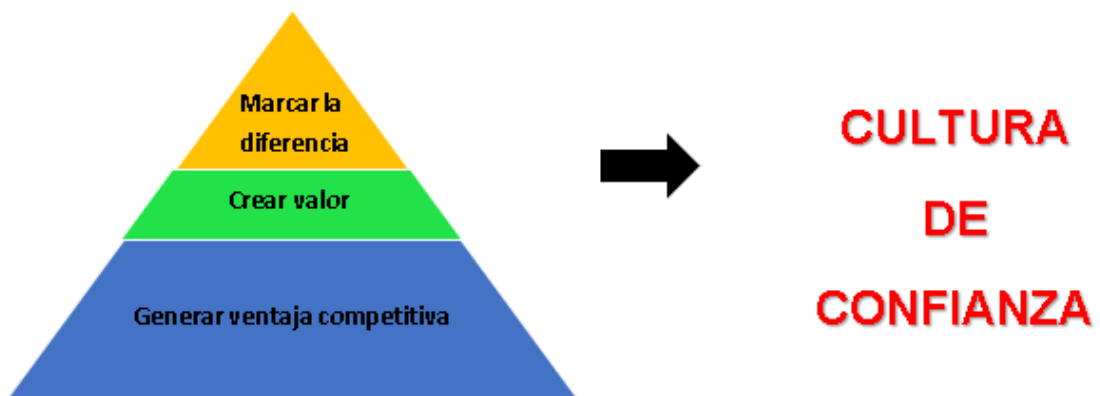 Marcar la
diferencia
Crear valor
Generar ventaja competitiva
CULTURA
DE
CONFIANZA